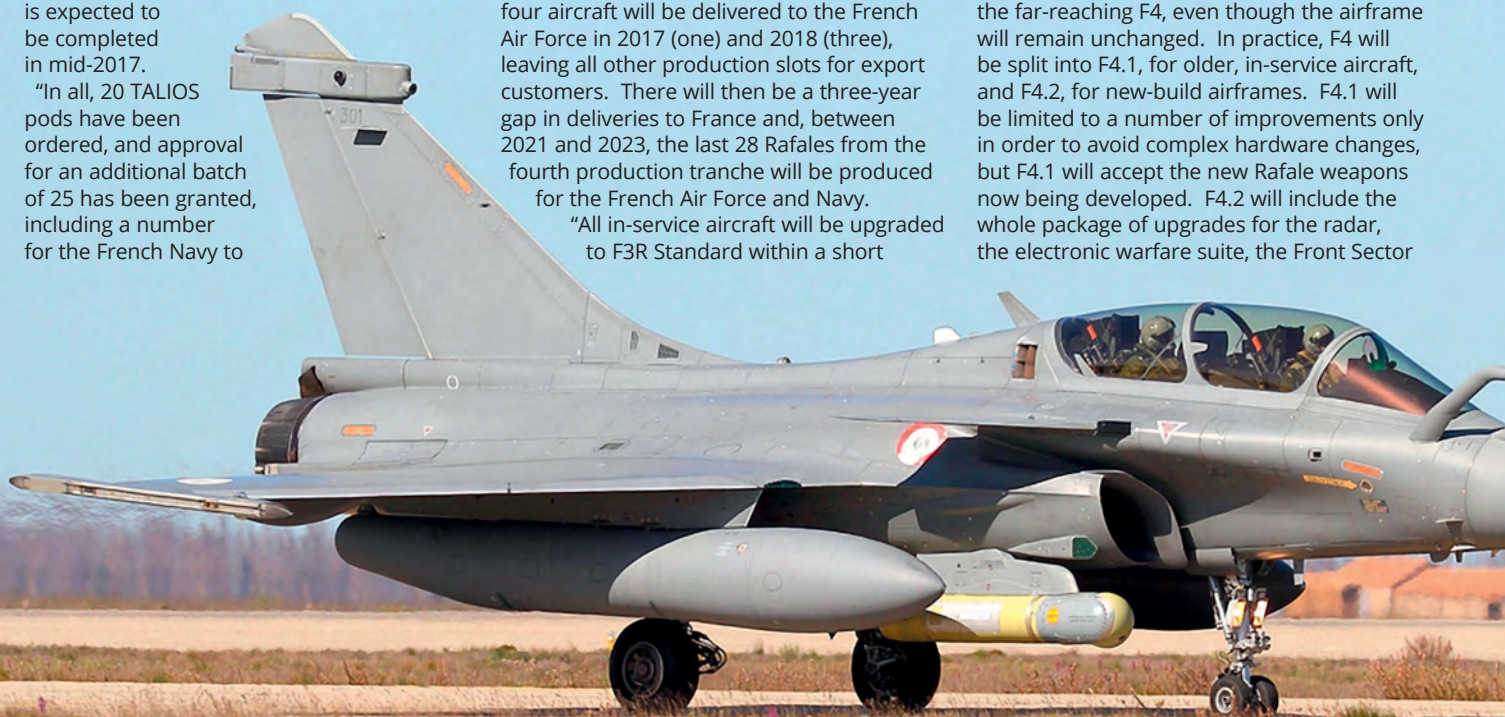 is expected to
be completed
in mid-2017.
“In all, 20 TALIOS
pods have been
ordered, and approval
for an additional batch
of 25 has been granted,
including a number
for the French Navy to
four aircraft will be delivered to the French
Air Force in 2017 (one) and 2018 (three),
leaving all other production slots for export
customers. There will then be a three-year
gap in deliveries to France and, between
2021 and 2023, the last 28 Rafales from the
fourth production tranche will be produced
for the French Air Force and Navy.
“All in-service aircraft will be upgraded
to F3R Standard within a short
the far-reaching F4, even though the airframe
will remain unchanged. In practice, F4 will
be split into F4.1, for older, in-service aircraft,
and F4.2, for new-build airframes. F4.1 will
be limited to a number of improvements only
in order to avoid complex hardware changes,
but F4.1 will accept the new Rafale weapons
now being developed. F4.2 will include the
whole package of upgrades for the radar,
the electronic warfare suite, the Front Sector
301